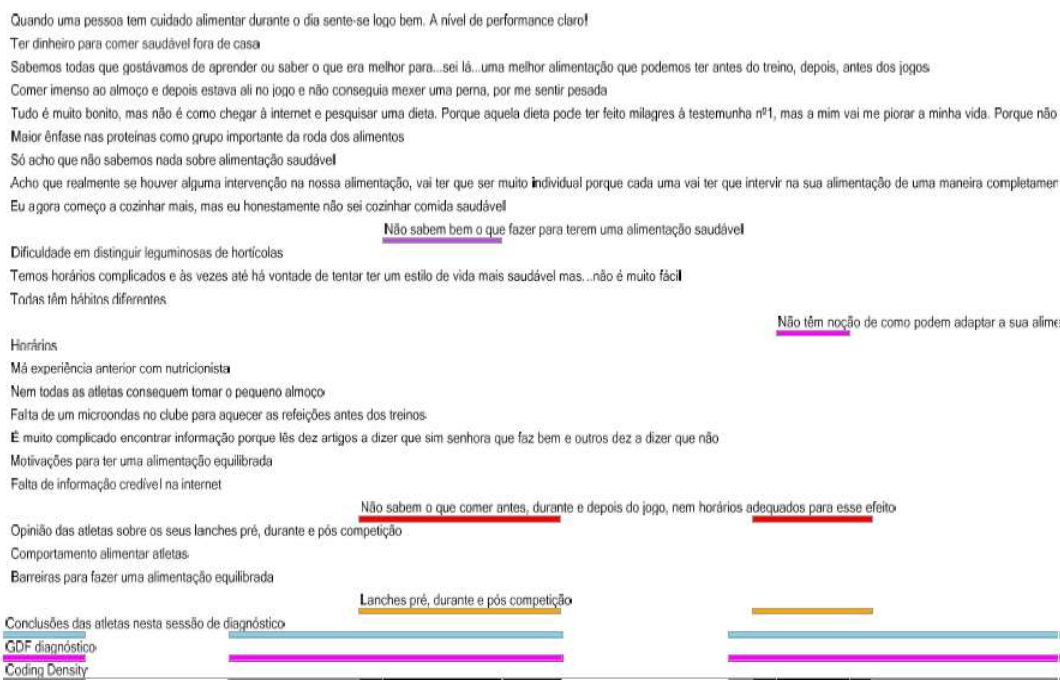 Quando uma pessoa tem cuidado alimentar durante o dia sente-se logo bem. A nível de performance claro!
Ter dinheiro para comer saudável fora de casa
Sabemos todas que gostávamos de aprender ou saber o que era melhor para...sei lá...uma melhor alimentação que podemos ter antes do treino, depois, antes dos jogos
Comer imenso ao almoço e depois estava ali no jogo e não conseguia mexer uma perna, por me sentir pesada
Tudo é muito bonito, mas não é como chegar à internet e pesquisar uma dieta. Porque aquela dieta pode ter feito milagres à testemunha nº1, mas a mim vai me piorar a minha vida. Porque não
Maior ênfase nas proteínas como grupo importante da roda dos alimentos
Só acho que não sabemos nada sobre alimentação saudável
Acho que realmente se houver alguma intervenção na nossa alimentação, vai ter que ser muito individual porque cada uma vai ter que intervir na sua alimentação de uma maneira completamen
Eu agora começo a cozinhar mais, mas eu honestamente não sei cozinhar comida saudável
Não sabem bem o que fazer para terem uma alimentação saudável
Dificuldade em distinguir leguminosas de hortícolas
Temos horários complicados e às vezes até há vontade de tentar ter um estilo de vida mais saudável mas...não é muito fácil
Todas têm hábitos diferentes
Não têm noção de como podem adaptar a sua alime
Horários
Má experiência anterior com nutricionista
Nem todas as atletas conseguem tomar o pequeno almoço
Falta de um microondas no clube para aquecer as refeições antes dos treinos
É muito complicado encontrar informação porque lês dez artigos a dizer que sim senhora que faz bem e outros dez a dizer que não
Motivações para ter uma alimentação equilibrada
Falta de informação credível na internet
Não sabem o que comer antes, durante e depois do jogo, nem horários adequados para esse efeito
Opinião das atletas sobre os seus lanches pré, durante e pós competição
Comportamento alimentar atletas
Barreiras para fazer uma alimentação equilibrada
Lanches pré, durante e pós competição
Conclusões das atletas nesta sessão de diagnóstico
GDF diagnóstico
Coding Density